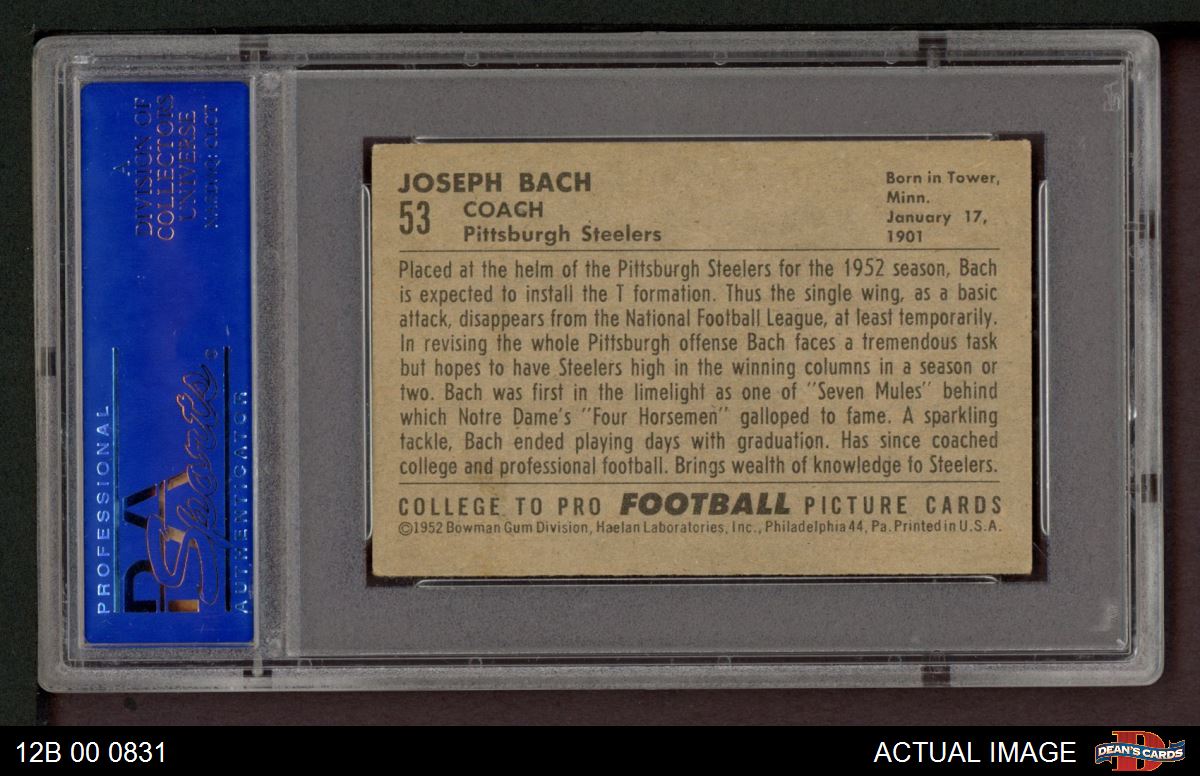 A
DIVISION OF
COLLECTORS
UNIVERSE
NASDAQ: CLCT
PROFESSIONAL
PSA
Sports
AUTHENTICATOR
JOSEPH BACH
53 COACH
Pittsburgh Steelers
Born in Tower,
Minn.
January 17,
1901
Placed at the helm of the Pittsburgh Steelers for the 1952 season, Bach
is expected to install the T formation. Thus the single wing, as a basic
attack, disappears from the National Football League, at least temporarily.
In revising the whole Pittsburgh offense Bach faces a tremendous task
but hopes to have Steelers high in the winning columns in a season or
two. Bach was first in the limelight as one of "Seven Mules" behind
which Notre Dame's "Four Horsemen" galloped to fame. A sparkling
tackle, Bach ended playing days with graduation. Has since coached
college and professional football. Brings wealth of knowledge fo Steelers.
COLLEGE TO PRO FOOTBALL PICTURE CARDS
©1952 Bowman Gum Division, Haelan Laboratories, Inc., Philadelphia 44, Pa. Printed in U.S.A.
12B 00 0831
ACTUAL IMAGE
DEAN'S CARDS